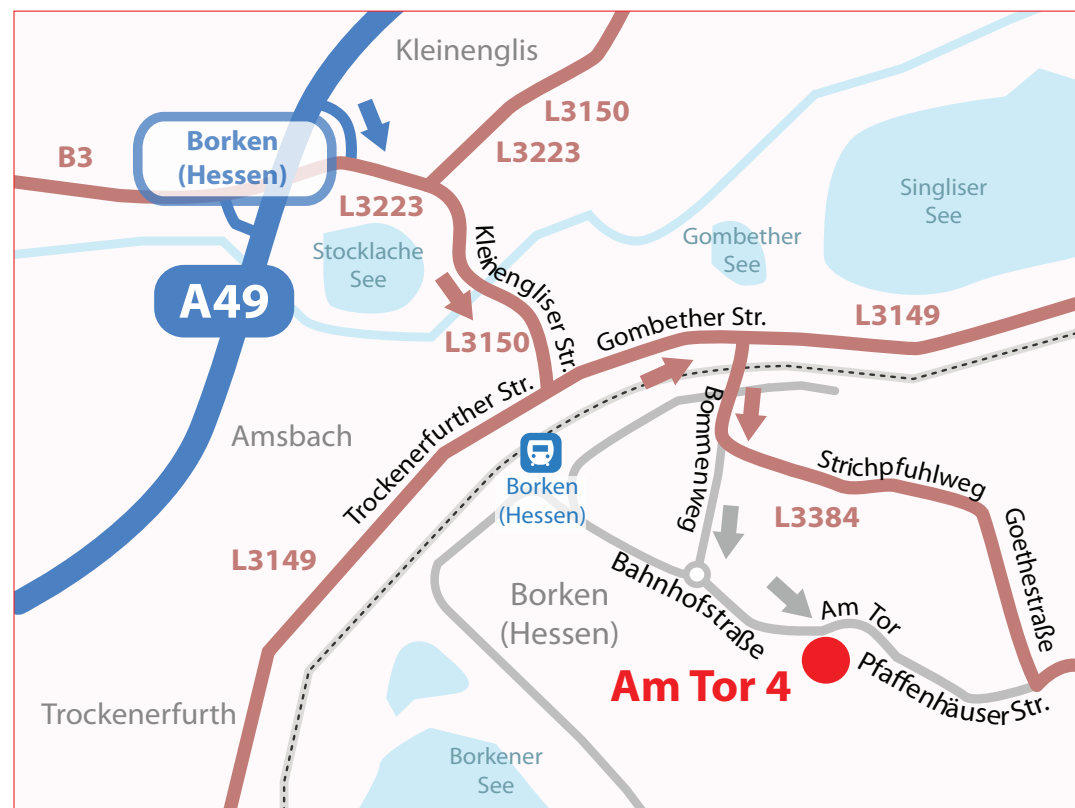 Kleinenglis
L3150
L3223
B3
Borken
(Hessen)
L3223
Singliser
See
Gombether
See
Stocklache
See
Kleinengliser Str.
A49
L3150
Gombether Str.
L3149
Amsbach
Trockenerfurther Str.
Bommenweg
Strichpfuhlweg
Borken
(Hessen)
L3384
Goethestraße
L3149
Bahnhofstraße
Borken
(Hessen)
Am Tor
Am Tor 4
Pfaffenhäuser Str.
Trockenerfurth
Borkener
See